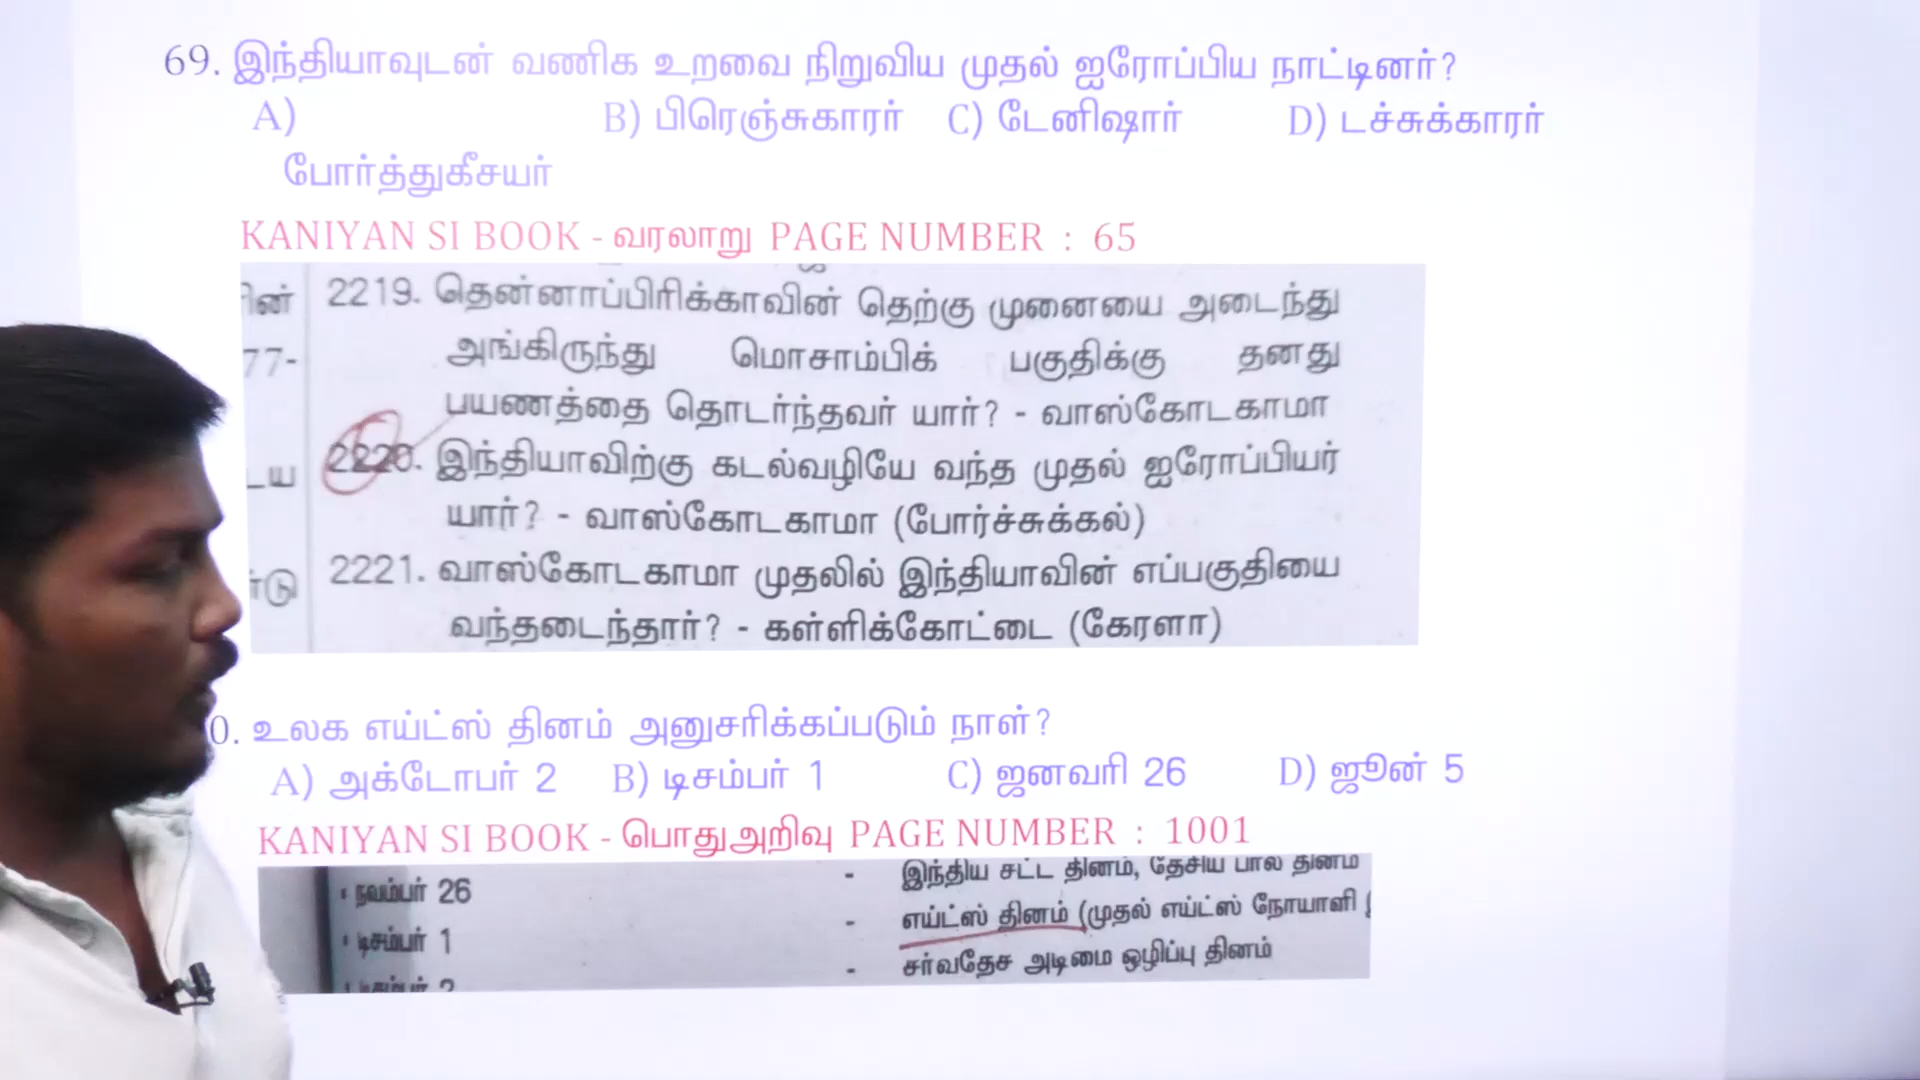 69. இந்தியாவுடன் வணிக உறவை நிறுவிய முதல் ஐரோப்பிய நாட்டினர்?
A) B) பிரெஞ்சுகாரர் C) டேனிஷார் D) டச்சுக்காரர்
போர்த்துகீசயர்
KANIYAN SI BOOK - வரலாறு PAGE NUMBER : 65
2219. தென்னாப்பிரிக்காவின் தெற்கு முனையை அடைந்து
அங்கிருந்து மொசாம்பிக் பகுதிக்கு தனது
பயணத்தை தொடர்ந்தவர் யார்? - வாஸ்கோடகாமா
2220. இந்தியாவிற்கு கடல்வழியே வந்த முதல் ஐரோப்பியர்
யார்? - வாஸ்கோடகாமா (போர்ச்சுக்கல்)
2221. வாஸ்கோடகாமா முதலில் இந்தியாவின் எப்பகுதியை
வந்தடைந்தார்? - கள்ளிக்கோட்டை (கேரளா)
0. உலக எய்ட்ஸ் தினம் அனுசரிக்கப்படும் நாள்?
A) அக்டோபர் 2 B) டிசம்பர் 1 C) ஜனவரி 26 D) ஜூன் 5
KANIYAN SI BOOK - பொதுஅறிவு PAGE NUMBER : 1001
நவம்பர் 26 - இந்திய சட்ட தினம், தேசிய பால் தினம்
டிசம்பர் 1 - எய்ட்ஸ் தினம் (முதல் எய்ட்ஸ் நோயாளி
டிசம்பர் 2 - சர்வதேச அடிமை ஒழிப்பு தினம்